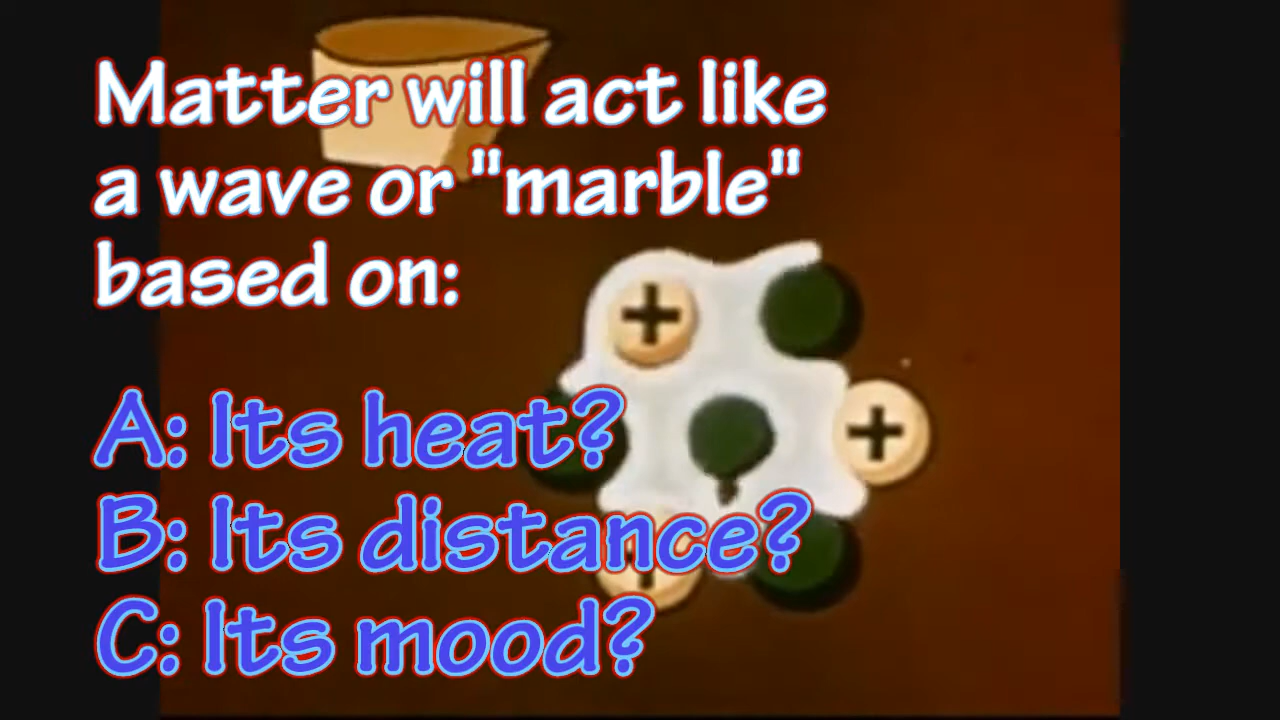 Matter will act like
a wave or "marble"
based on:
A: Its heat?
B: Its distance?
C: Its mood?
+
+
+